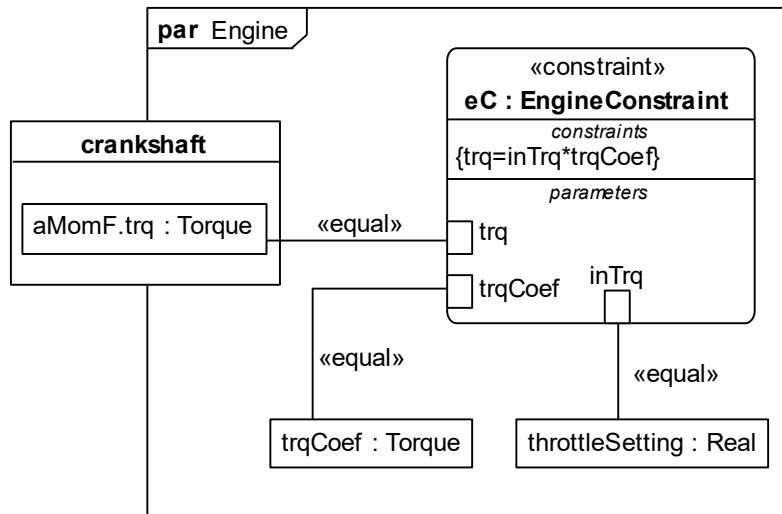 par Engine
«constraint»
eC : EngineConstraint
constraints
{trq=inTrq*trqCoef}
parameters
crankshaft
aMomF.trq : Torque
«equal»
trq
trqCoef
inTrq
«equal»
«equal»
trqCoef : Torque
throttleSetting : Real